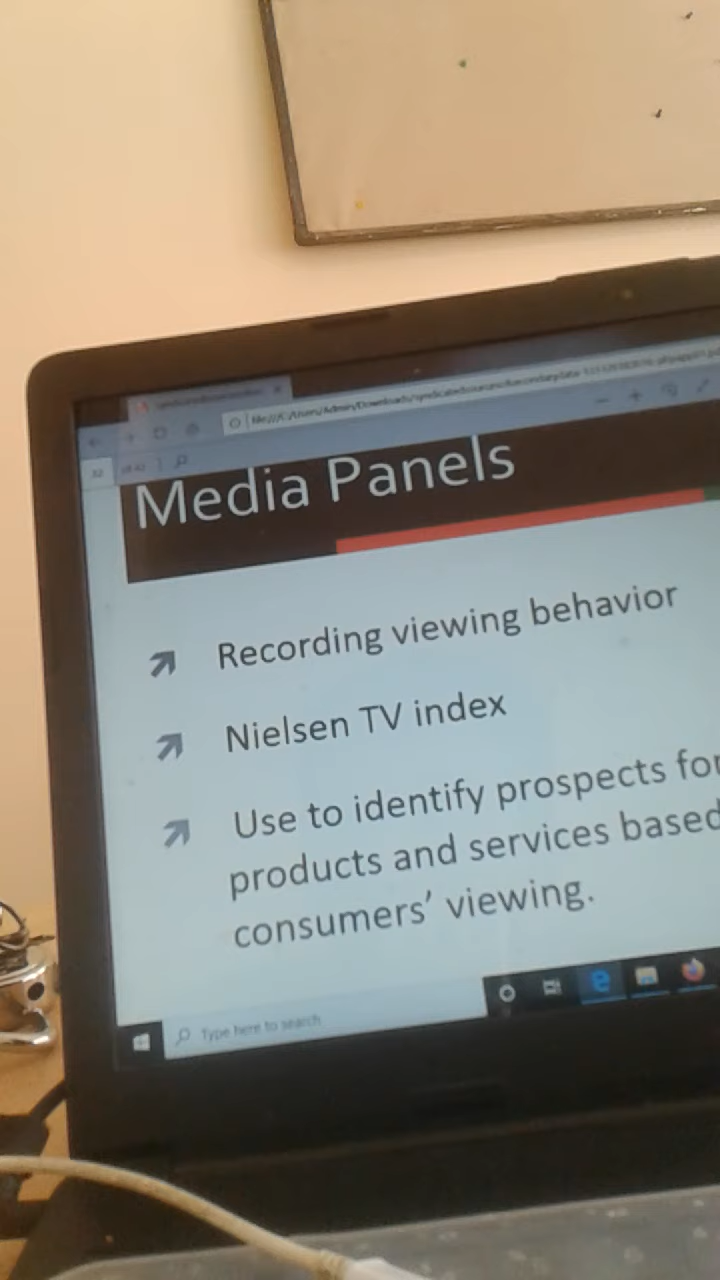 Media Panels
Recording viewing behavior
Nielsen TV index
Use to identify prospects for
products and services based
consumers’ viewing.
Type here to search